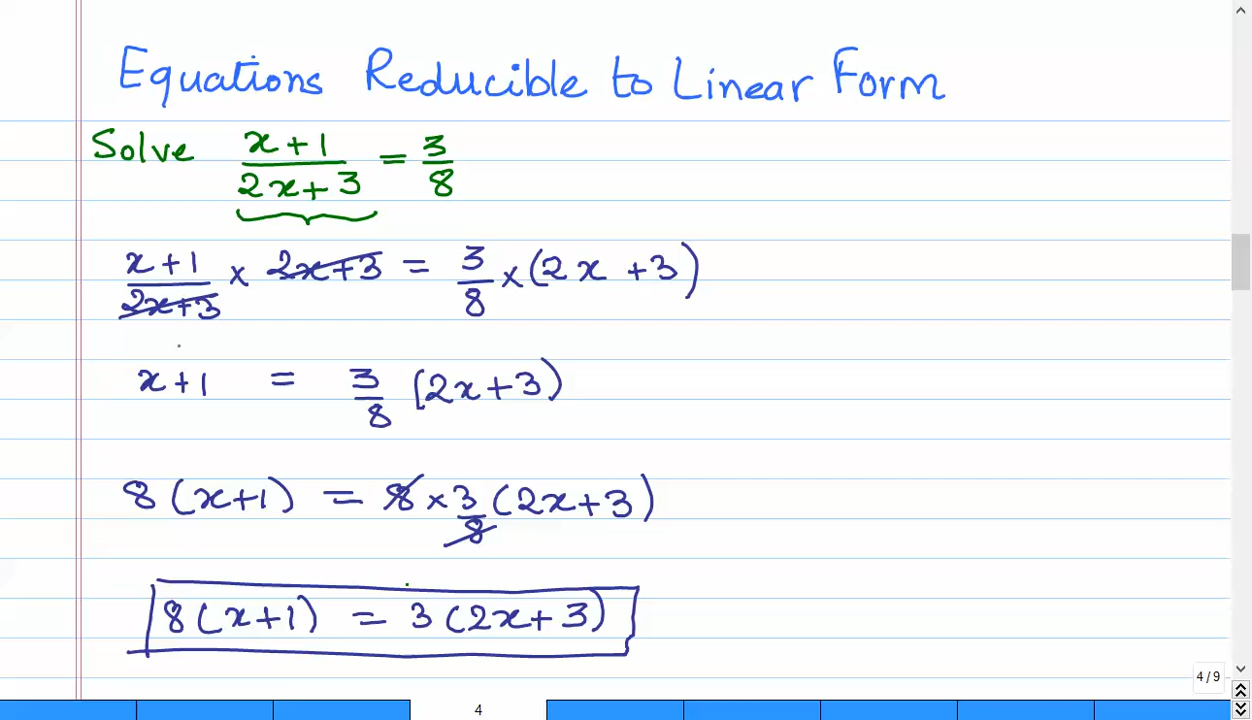 Equations Reducible to Linear Form
Solve (x+1)/(2x+3) = 3/8
(x+1)/(2x+3) × 2x+3 = 3/8 × (2x+3)
x+1 = 3/8 (2x+3)
8(x+1) = 8×3/8 (2x+3)
8(x+1) = 3(2x+3)
4/9
4